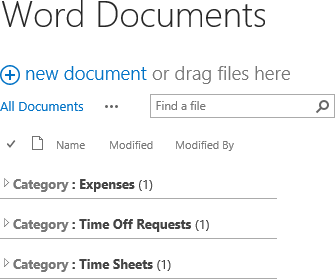 Word Documents
new document or drag files here
All Documents ••• Find a file
Name Modified Modified By
Category : Expenses (1)
Category : Time Off Requests (1)
Category : Time Sheets (1)